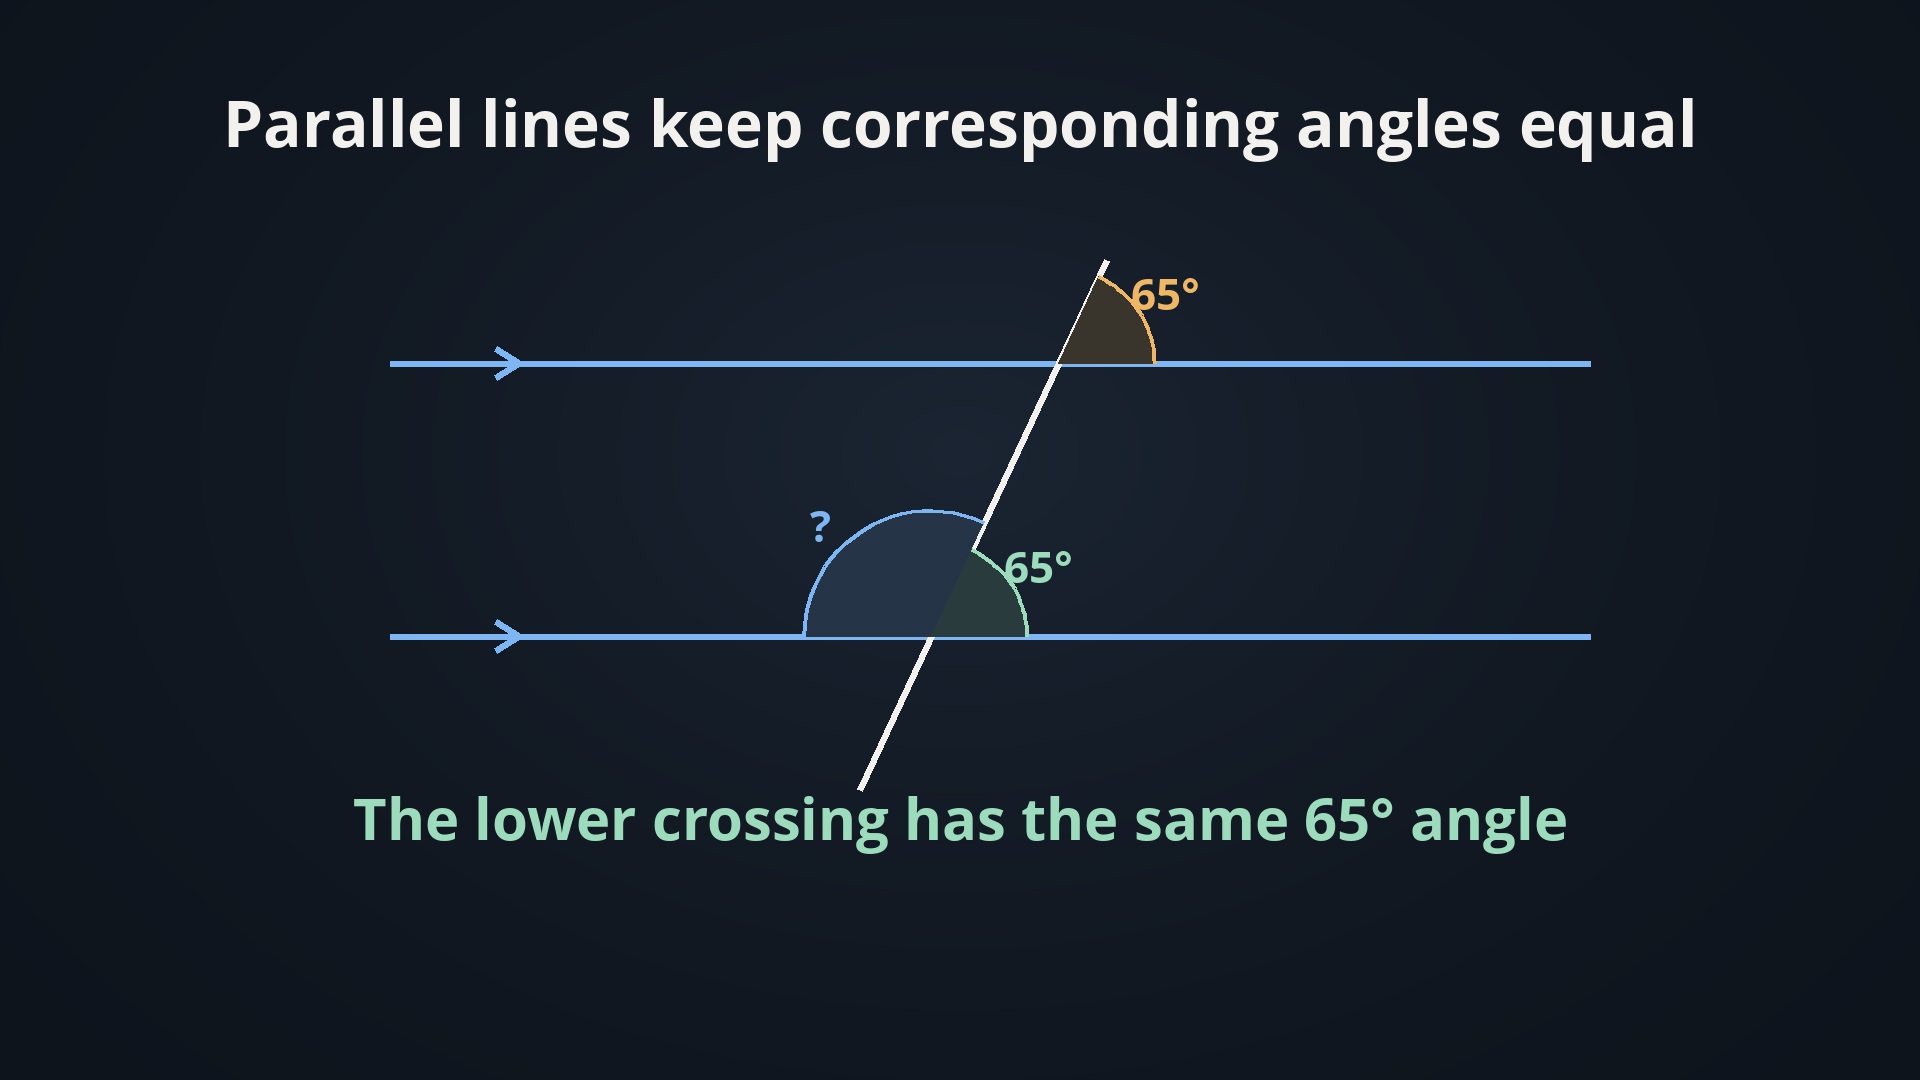 Parallel lines keep corresponding angles equal
65°
?
65°
The lower crossing has the same 65° angle